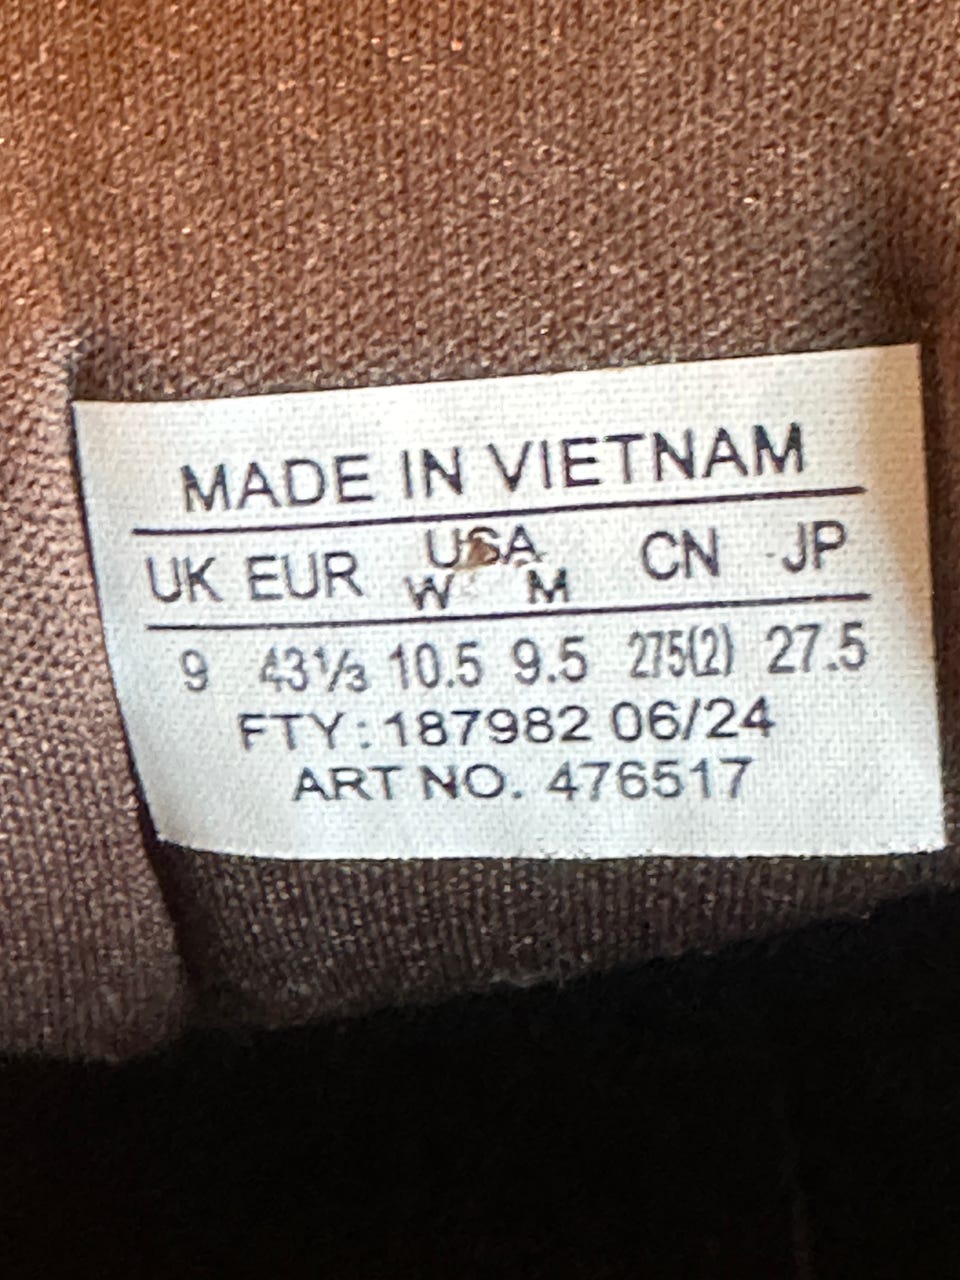 MADE IN VIETNAM
UK EUR USA CN JP
W M
9 43⅓ 10.5 9.5 275(2) 27.5
FTY: 187982 06/24
ART NO. 476517